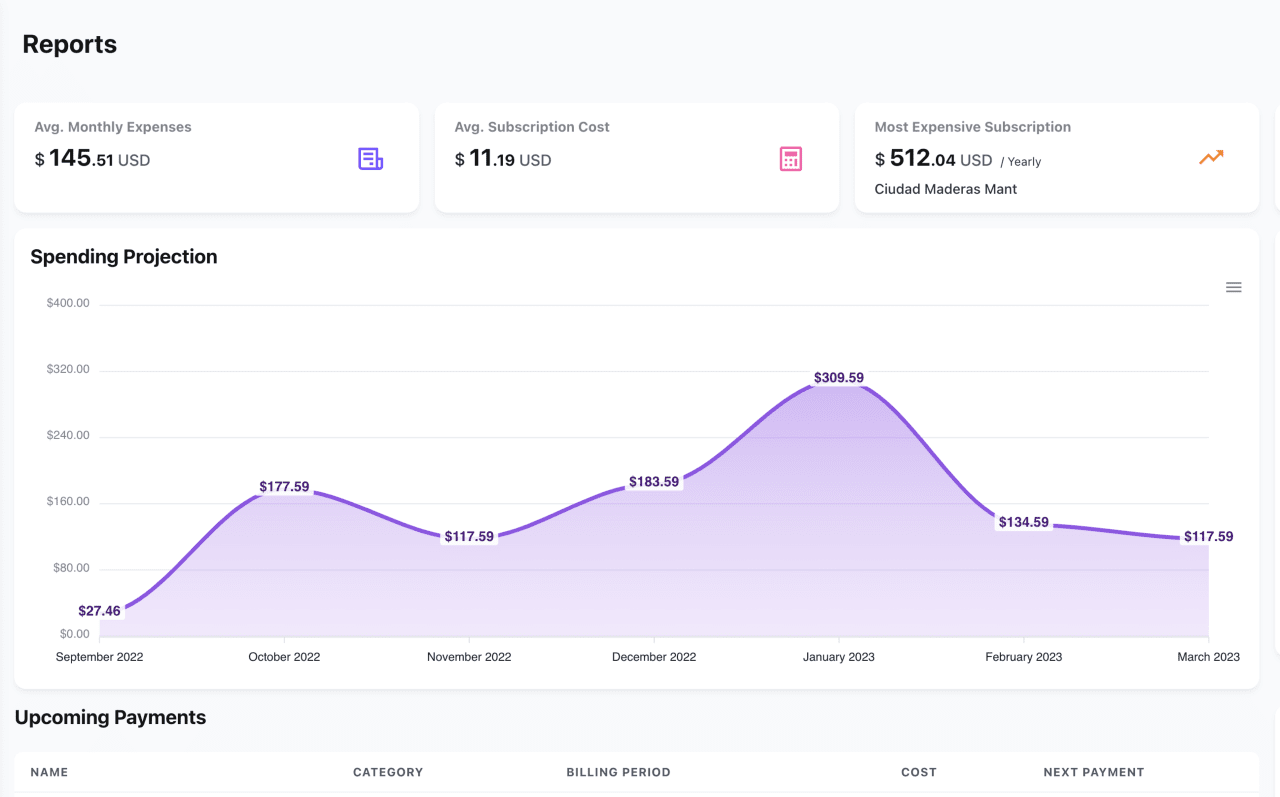 Reports
Avg. Monthly Expenses
$ 145.51 USD
Avg. Subscription Cost
$ 11.19 USD
Most Expensive Subscription
$ 512.04 USD / Yearly
Ciudad Maderas Mant
Spending Projection
$400.00
$320.00
$240.00
$160.00
$80.00
$0.00
$27.46
$177.59
$117.59
$183.59
$309.59
$134.59
$117.59
September 2022
October 2022
November 2022
December 2022
January 2023
February 2023
March 2023
Upcoming Payments
NAME CATEGORY BILLING PERIOD COST NEXT PAYMENT